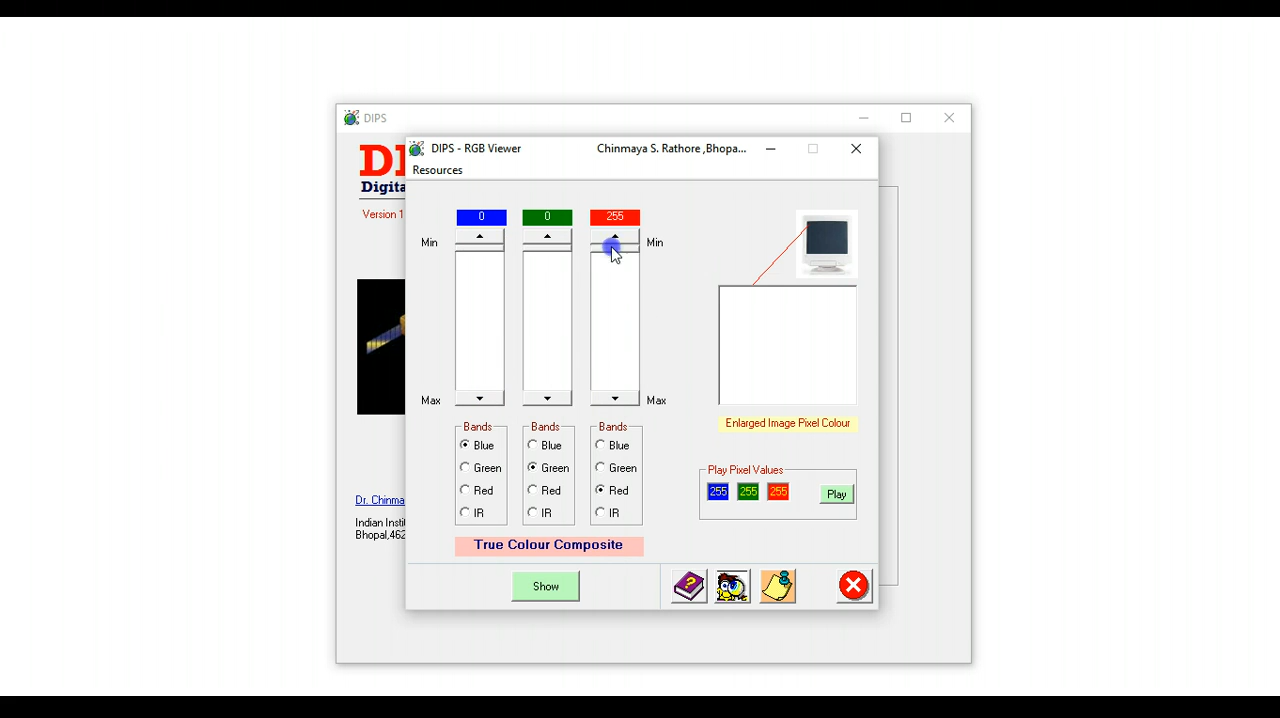 DIPS
DIPS - RGB Viewer Chinmaya S. Rathore ,Bhopa...
Resources
Digita
Version 1
0 0 255
Min Min
Max Max
Enlarged Image Pixel Colour
Bands Bands Bands
Blue Blue Blue
Green Green Green
Red Red Red
IR IR IR
Play Pixel Values
255 255 255 Play
Dr. Chinma
Indian Insti
Bhopal,462
True Colour Composite
Show